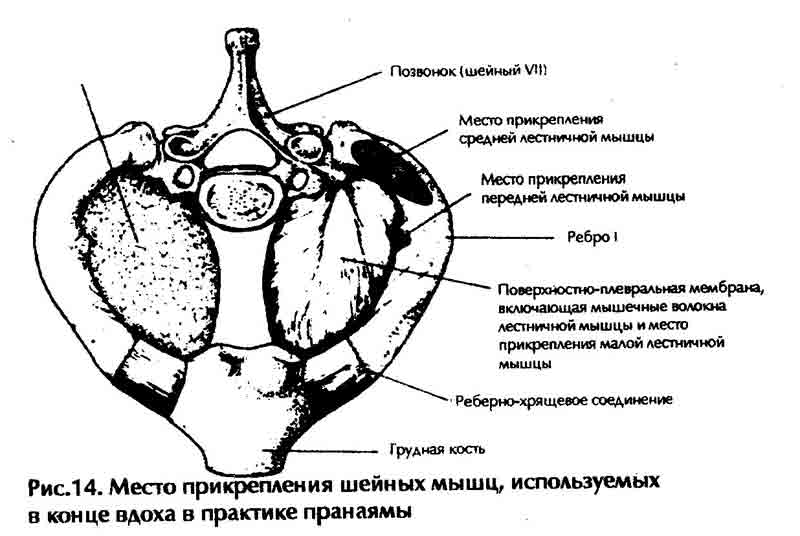 Позвонок (шейный VII)
Место прикрепления
средней лестничной мышцы
Место прикрепления
передней лестничной мышцы
Ребро I
Поверхностно-плевральная мембрана,
включающая мышечные волокна
лестничной мышцы и место
прикрепления малой лестничной
мышцы
Реберно-хрящевое соединение
Грудная кость
Рис.14. Место прикрепления шейных мышц, используемых
в конце вдоха в практике пранаямы